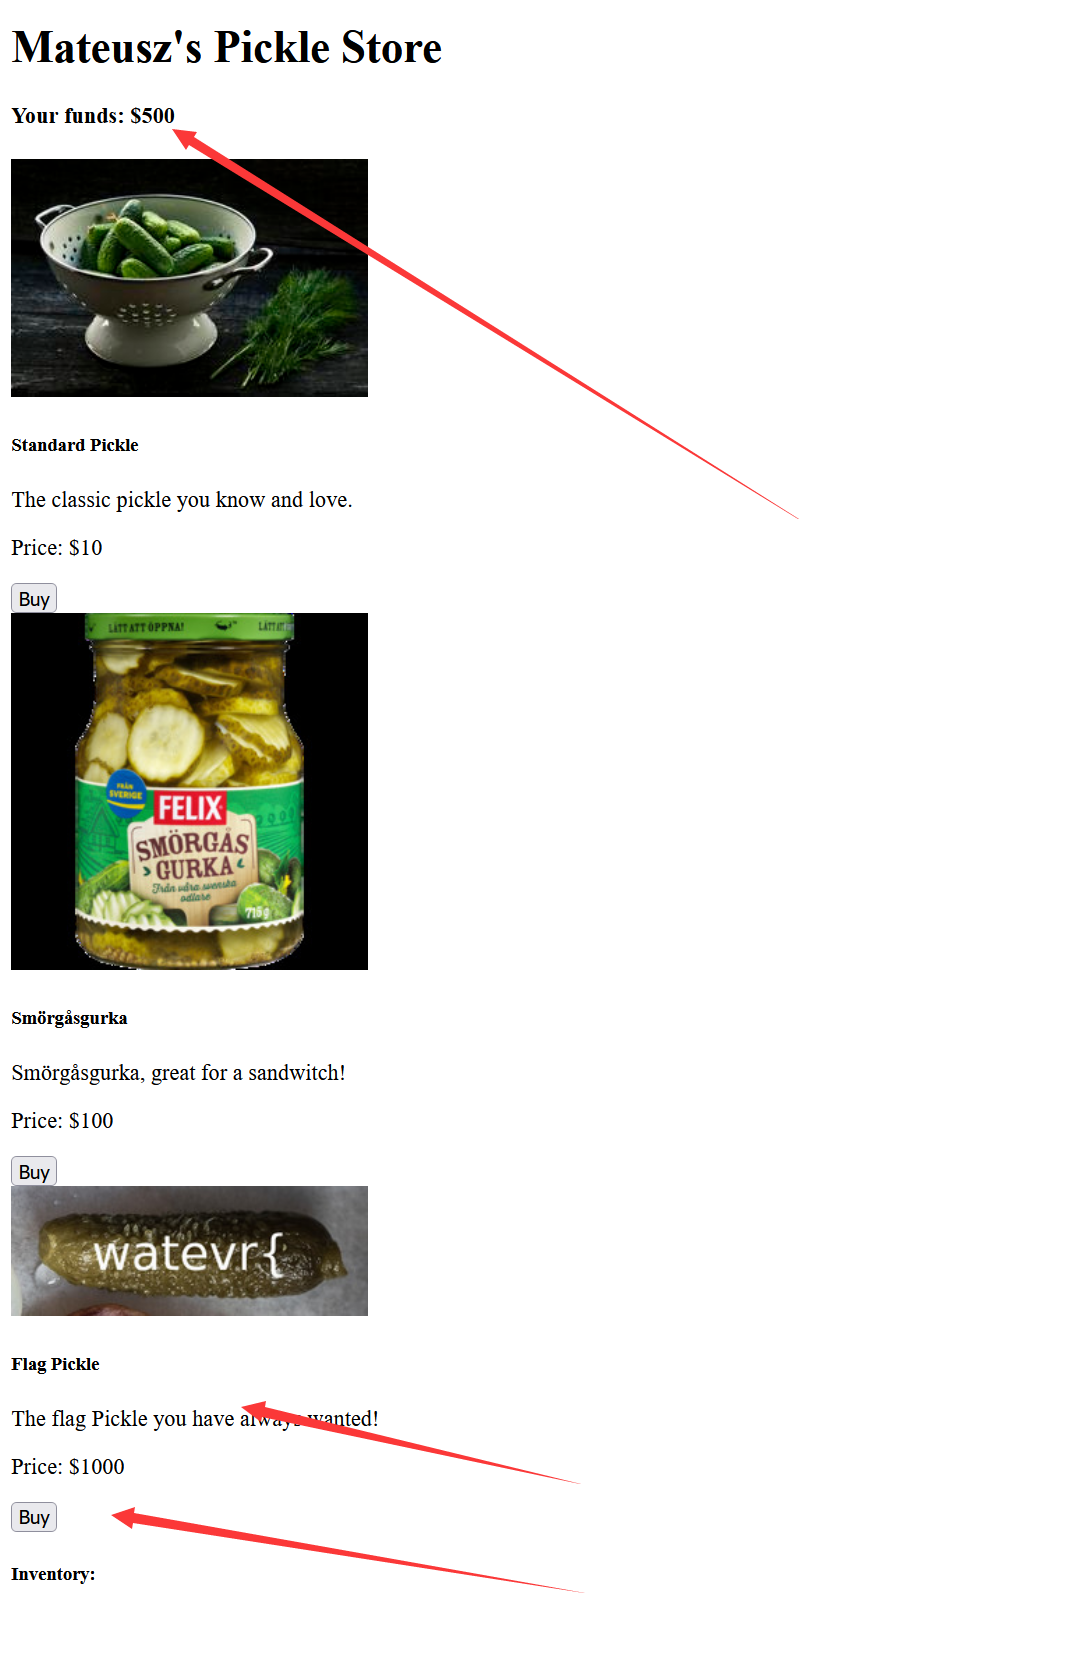 Mateusz's Pickle Store
Your funds: $500
Standard Pickle
The classic pickle you know and love.
Price: $10
Buy
LÄTT ATT ÖPPNA!
LÄTT
FRÅN
SVERIGE
FELIX
SMÖRGÅS
GURKA
Från våra svenska
odlare
715 g
Smörgåsgurka
Smörgåsgurka, great for a sandwitch!
Price: $100
Buy
watevr{
Flag Pickle
The flag Pickle you have always wanted!
Price: $1000
Buy
Inventory: